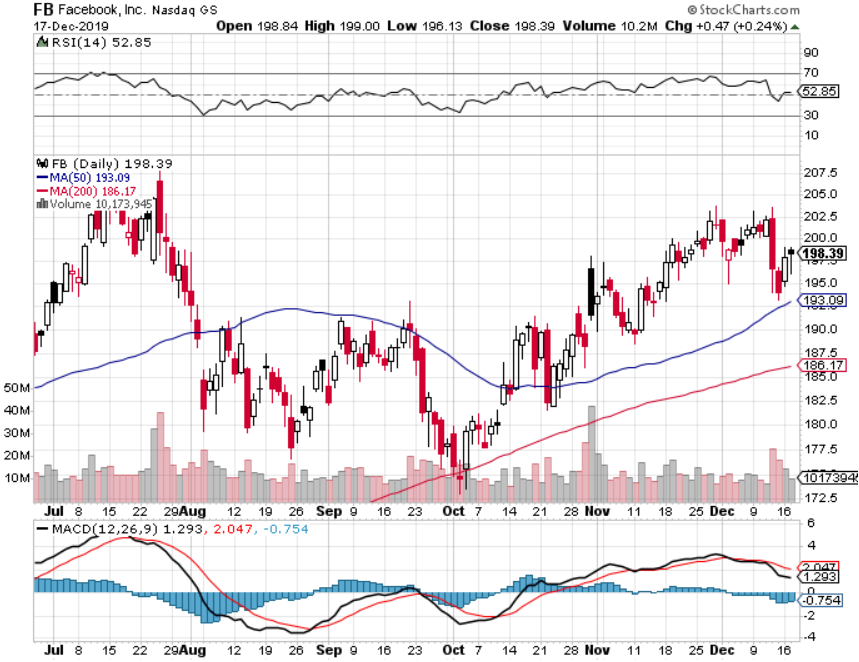 FB Facebook, Inc. Nasdaq GS © StockCharts.com
17-Dec-2019 Open 198.84 High 199.00 Low 196.13 Close 198.39 Volume 10.2M Chg +0.47 (+0.24%)
RSI(14) 52.85
90
70
52.85
30
10
FB (Daily) 198.39
MA(50) 193.09
MA(200) 186.17
Volume 10,173,945
207.5
205.0
202.5
200.0
198.39
195.0
193.09
190.0
187.5
186.17
185.0
182.5
180.0
177.5
172.5
50M
40M
30M
20M
10M
10173945
Jul 8 15 22 29 Aug 12 19 26 Sep 9 16 23 Oct 7 14 21 28 Nov 11 18 25 Dec 9 16
MACD(12,26,9) 1.293, 2.047, -0.754
6
4
2.047
1.293
0
-0.754
-2
-4
Jul 8 15 22 29 Aug 12 19 26 Sep 9 16 23 Oct 7 14 21 28 Nov 11 18 25 Dec 9 16